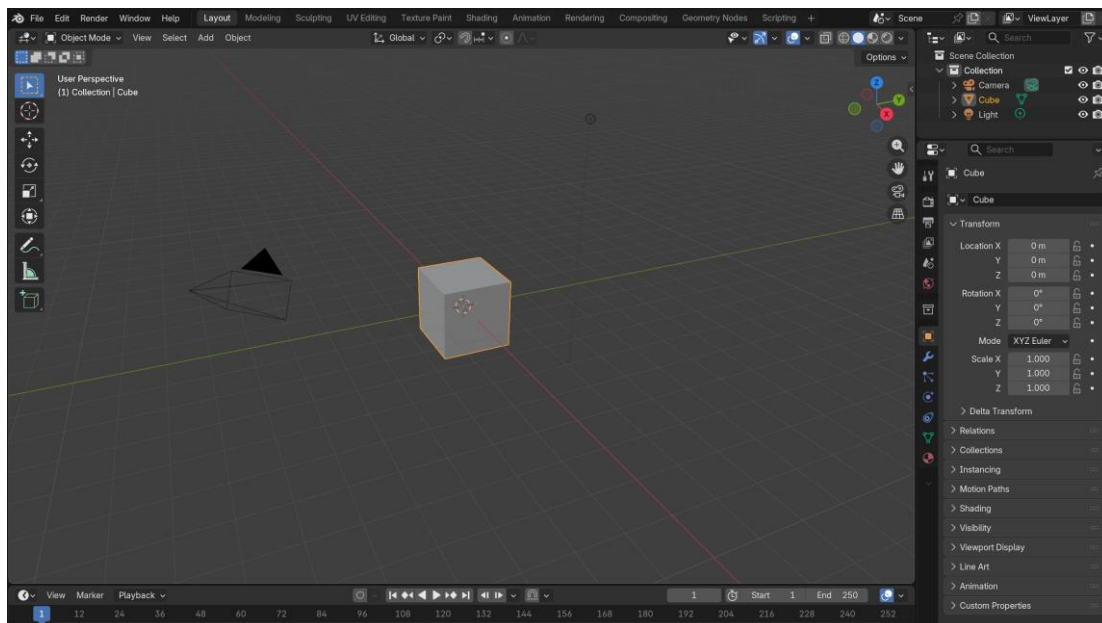 File Edit Render Window Help Layout Modeling Sculpting UV Editing Texture Paint Shading Animation Rendering Compositing Geometry Nodes Scripting + Scene ViewLayer
Object Mode View Select Add Object Global Search
Options
User Perspective
(1) Collection | Cube
Z
Y
X
Scene Collection
Collection
Camera
Cube
Light
Search
Cube
Cube
Transform
Location X 0 m
Y 0 m
Z 0 m
Rotation X 0°
Y 0°
Z 0°
Mode XYZ Euler
Scale X 1.000
Y 1.000
Z 1.000
Delta Transform
Relations
Collections
Instancing
Motion Paths
Shading
Visibility
Viewport Display
Line Art
Animation
Custom Properties
View Marker Playback 1 Start 1 End 250
1 12 24 36 48 60 72 84 96 108 120 132 144 156 168 180 192 204 216 228 240 252